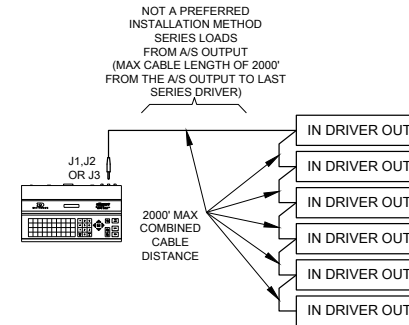 NOT A PREFERRED
INSTALLATION METHOD
SERIES LOADS
FROM A/S OUTPUT
(MAX CABLE LENGTH OF 2000'
FROM THE A/S OUTPUT TO LAST
SERIES DRIVER)
J1,J2
OR J3
2000' MAX
COMBINED
CABLE
DISTANCE
IN DRIVER OUT
IN DRIVER OUT
IN DRIVER OUT
IN DRIVER OUT
IN DRIVER OUT
IN DRIVER OUT